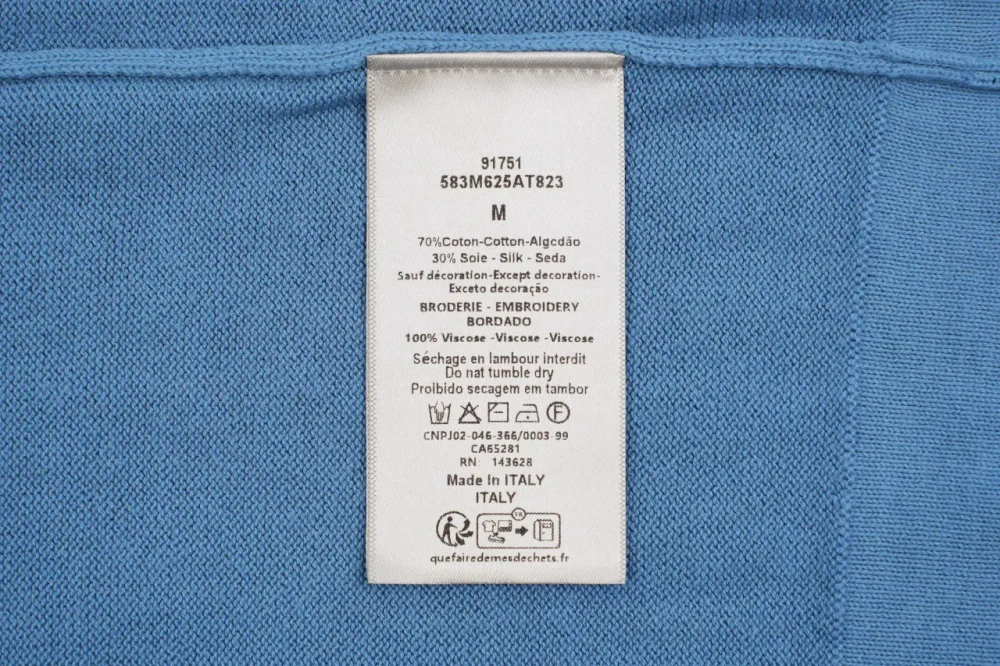 91751
583M625AT823
M
70%Coton-Cotton-Algcdão
30% Soie - Silk - Seda
Sauf décoration-Except decoration-
Exceto decoração
BRODERIE - EMBROIDERY
BORDADO
100% Viscose -Viscose -Viscose
Séchage en lambour interdit
Do nat tumble dry
Proibido secagem em tambor
F
CNPJ02-046-366/0003-99
CA65281
RN: 143628
Made In ITALY
ITALY
FR
quefairedemesdechets.fr